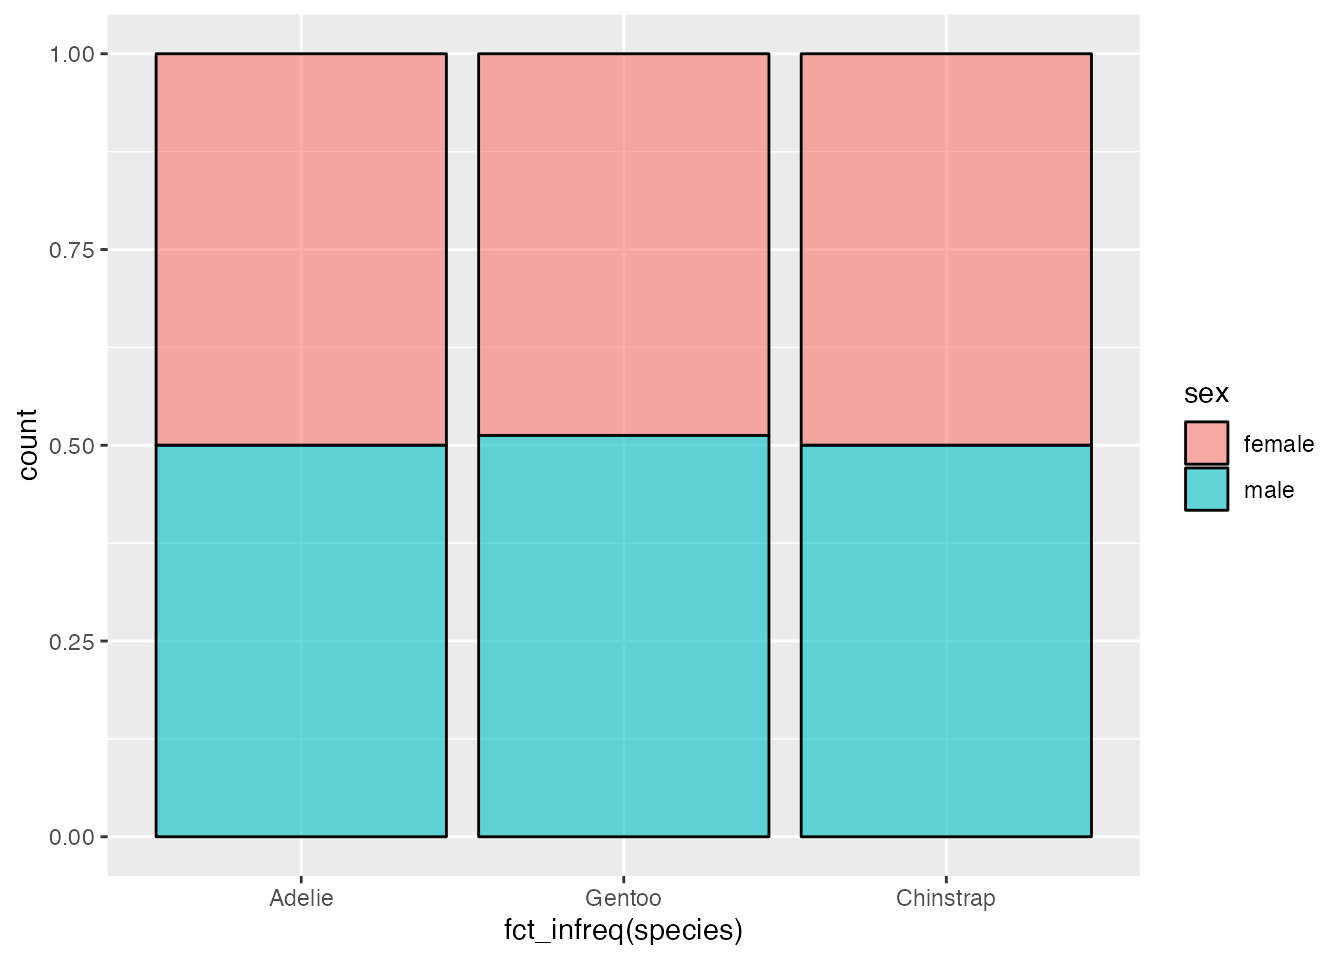 1.00
0.75
0.50
0.25
0.00
count
Adelie
Gentoo
Chinstrap
fct_infreq(species)
sex
female
male